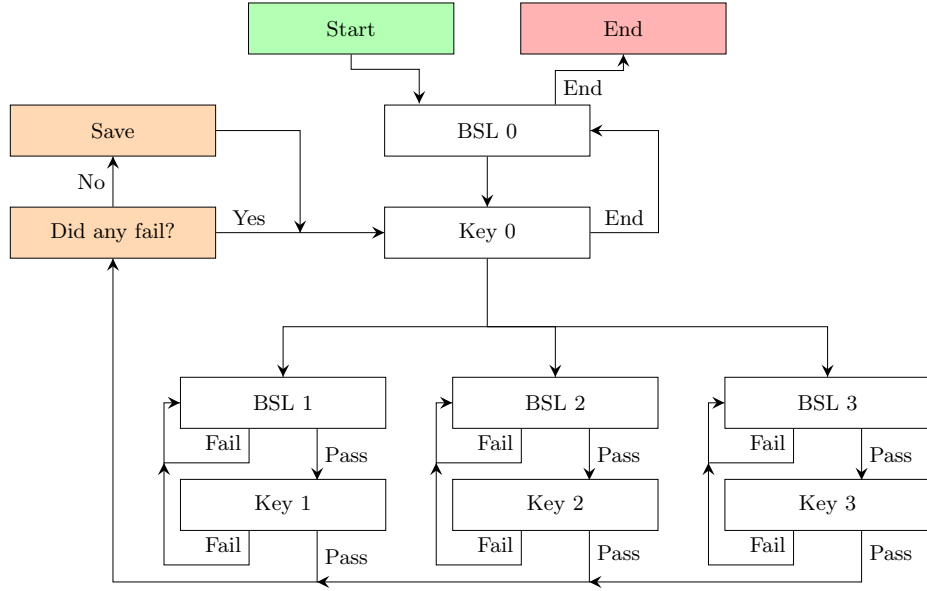 Start
End
End
Save
BSL 0
No
Yes
Did any fail?
Key 0
End
BSL 1
BSL 2
BSL 3
Fail
Pass
Fail
Pass
Fail
Pass
Key 1
Key 2
Key 3
Fail
Pass
Fail
Pass
Fail
Pass